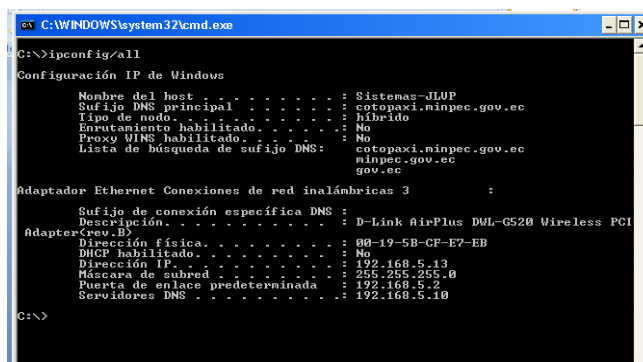 C:\WINDOWS\system32\cmd.exe
C:\>ipconfig/all
Configuración IP de Windows
Nombre del host . . . . . . . . . : Sistemas-JLVP
Sufijo DNS principal . . . . . . : cotopaxi.minpec.gov.ec
Tipo de nodo. . . . . . . . . . . : híbrido
Enrutamiento habilitado. . . . . .: No
Proxy WINS habilitado. . . . . : No
Lista de búsqueda de sufijo DNS: cotopaxi.minpec.gov.ec
minpec.gov.ec
gov.ec
Adaptador Ethernet Conexiones de red inalámbricas 3 :
Sufijo de conexión específica DNS :
Descripción. . . . . . . . . . . : D-Link AirPlus DWL-G520 Wireless PCI
Adapter(rev.B)
Dirección física. . . . . . . . . : 00-19-5B-CF-E7-EB
DHCP habilitado. . . . . . . . . : No
Dirección IP. . . . . . . . . . . : 192.168.5.13
Máscara de subred . . . . . . . . : 255.255.255.0
Puerta de enlace predeterminada : 192.168.5.2
Servidores DNS . . . . . . . . . .: 192.168.5.10
C:\>